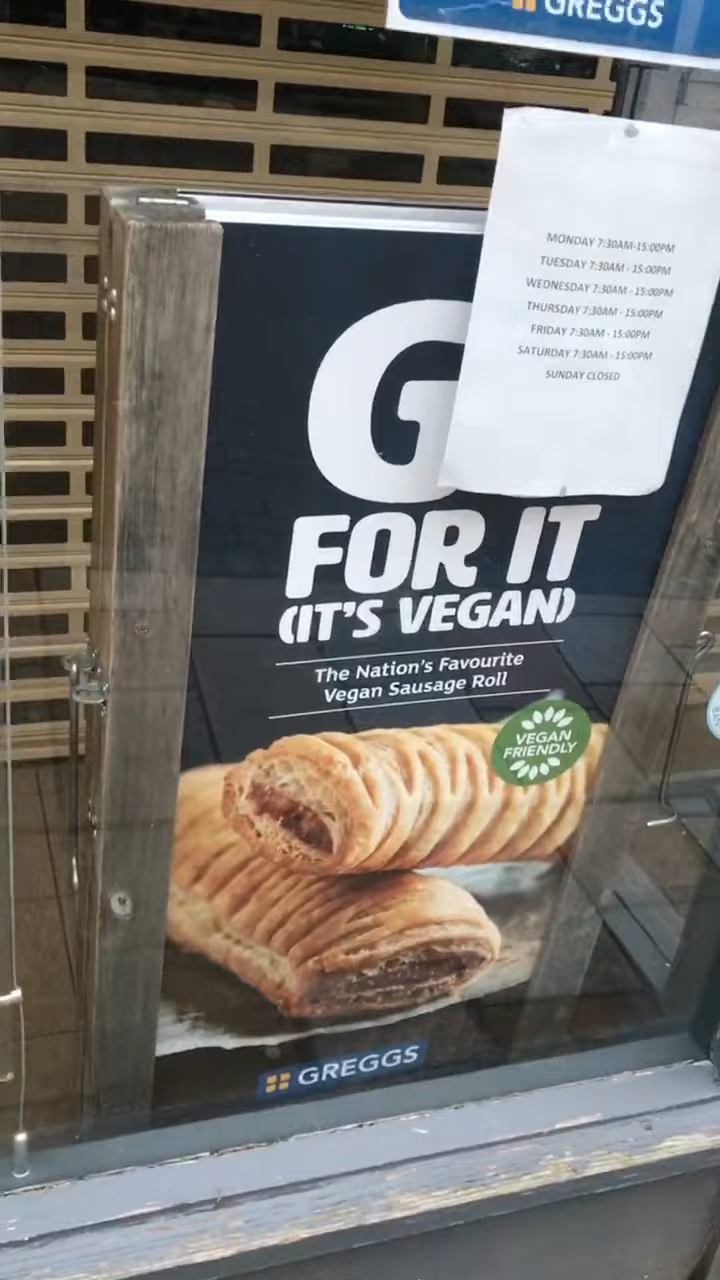 GREGGS
MONDAY 7:30AM-15:00PM
TUESDAY 7:30AM - 15:00PM
WEDNESDAY 7:30AM - 15:00PM
THURSDAY 7:30AM - 15:00PM
FRIDAY 7:30AM - 15:00PM
SATURDAY 7:30AM - 15:00PM
SUNDAY CLOSED
G
FOR IT
(IT'S VEGAN)
The Nation's Favourite
Vegan Sausage Roll
VEGAN
FRIENDLY
GREGGS